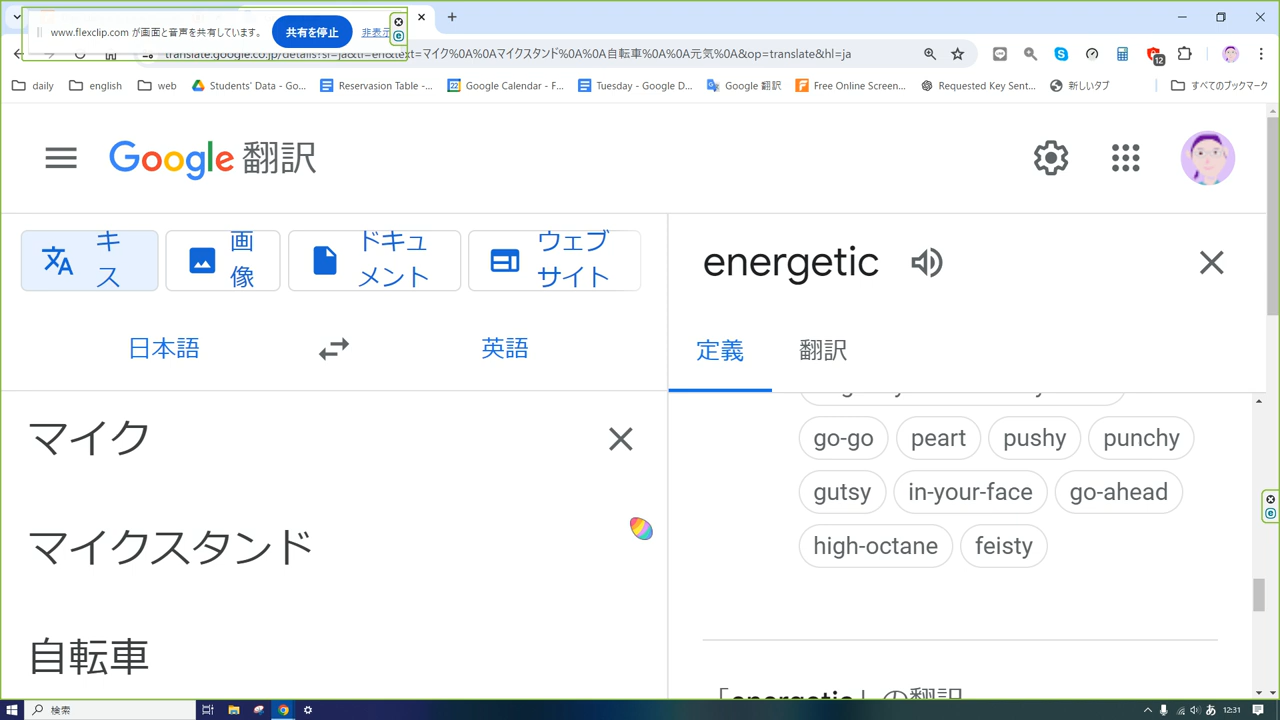 www.flexclip.com が画面と音声を共有しています。 共有を停止 非表示
translate.google.co.jp/details?sl=ja&tl=en&text=マイク%0A%0Aマイクスタンド%0A%0A自転車%0A%0A元気%0A&op=translate&hl=ja
12
daily english web Students' Data - Go... Reservasion Table -... Google Calendar - F... Tuesday - Google D... Google 翻訳 Free Online Screen... Requested Key Sent... 新しいタブ すべてのブックマーク
Google 翻訳
キス
画像
ドキュメント
ウェブサイト
日本語 英語
マイク
マイクスタンド
自転車
energetic
定義 翻訳
go-go peart pushy punchy
gutsy in-your-face go-ahead
high-octane feisty
「energetic」の翻訳
検索
あ 12:31